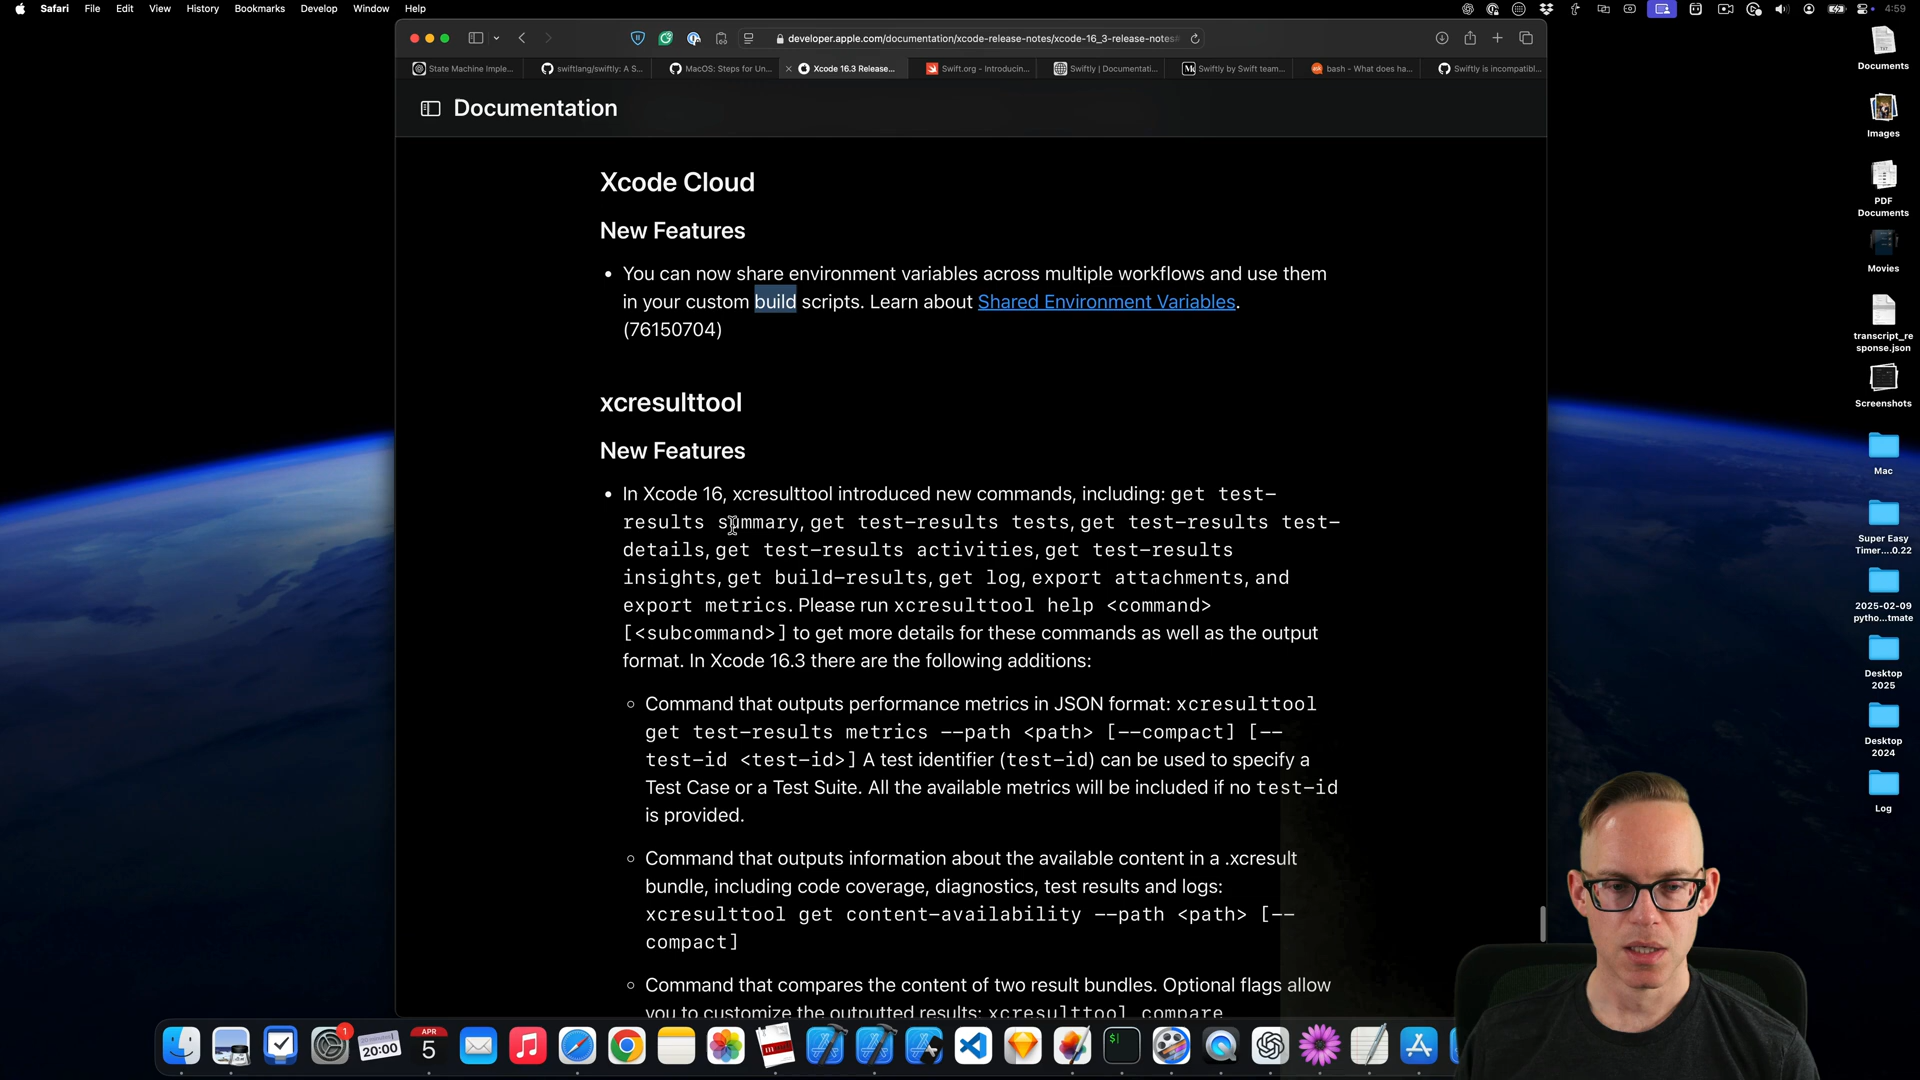 Safari File Edit View History Bookmarks Develop Window Help
4:59
developer.apple.com/documentation/xcode-release-notes/xcode-16_3-release-notes
State Machine Imple...
swiftlang/swiftly: A S...
MacOS: Steps for Un...
Xcode 16.3 Release...
Swift.org - Introducin...
Swiftly | Documentati...
Swiftly by Swift team...
bash - What does ha...
Swiftly is incompatibl...
Documentation
Xcode Cloud
New Features
• You can now share environment variables across multiple workflows and use them
in your custom build scripts. Learn about Shared Environment Variables.
(76150704)
xcresulttool
New Features
• In Xcode 16, xcresulttool introduced new commands, including: get test-
results summary, get test-results tests, get test-results test-
details, get test-results activities, get test-results
insights, get build-results, get log, export attachments, and
export metrics. Please run xcresulttool help <command>
[<subcommand>] to get more details for these commands as well as the output
format. In Xcode 16.3 there are the following additions:
◦ Command that outputs performance metrics in JSON format: xcresulttool
get test-results metrics --path <path> [--compact] [--
test-id <test-id>] A test identifier (test-id) can be used to specify a
Test Case or a Test Suite. All the available metrics will be included if no test-id
is provided.
◦ Command that outputs information about the available content in a .xcresult
bundle, including code coverage, diagnostics, test results and logs:
xcresulttool get content-availability --path <path> [--
compact]
◦ Command that compares the content of two result bundles. Optional flags allow
you to customize the outputted results: xcresulttool compare
Documents
Images
PDF
Documents
Movies
transcript_re
sponse.json
Screenshots
Mac
Super Easy
Timer....0.22
2025-02-09
pytho...tmate
Desktop
2025
Desktop
2024
Log
1
20:00
APR
5
$